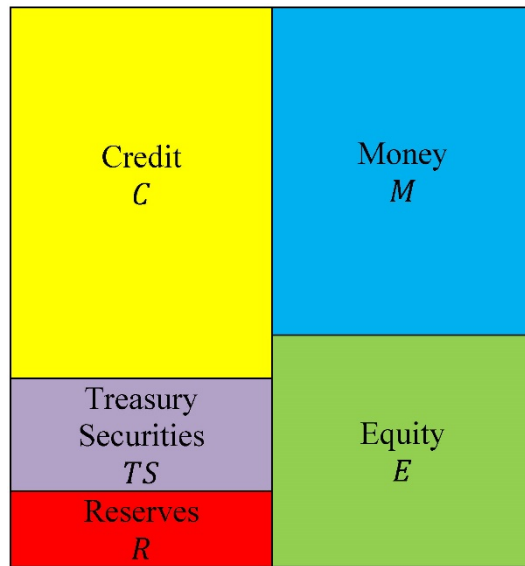 Credit
C
Treasury
Securities
TS
Reserves
R
Money
M
Equity
E